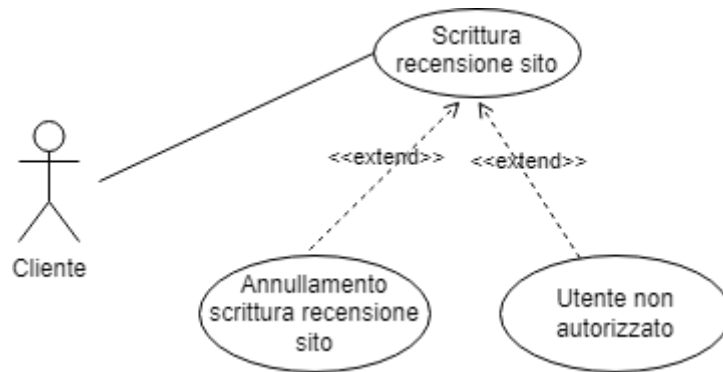 Scrittura
recensione sito
<<extend>>
<<extend>>
Cliente
Annullamento
scrittura recensione
sito
Utente non
autorizzato